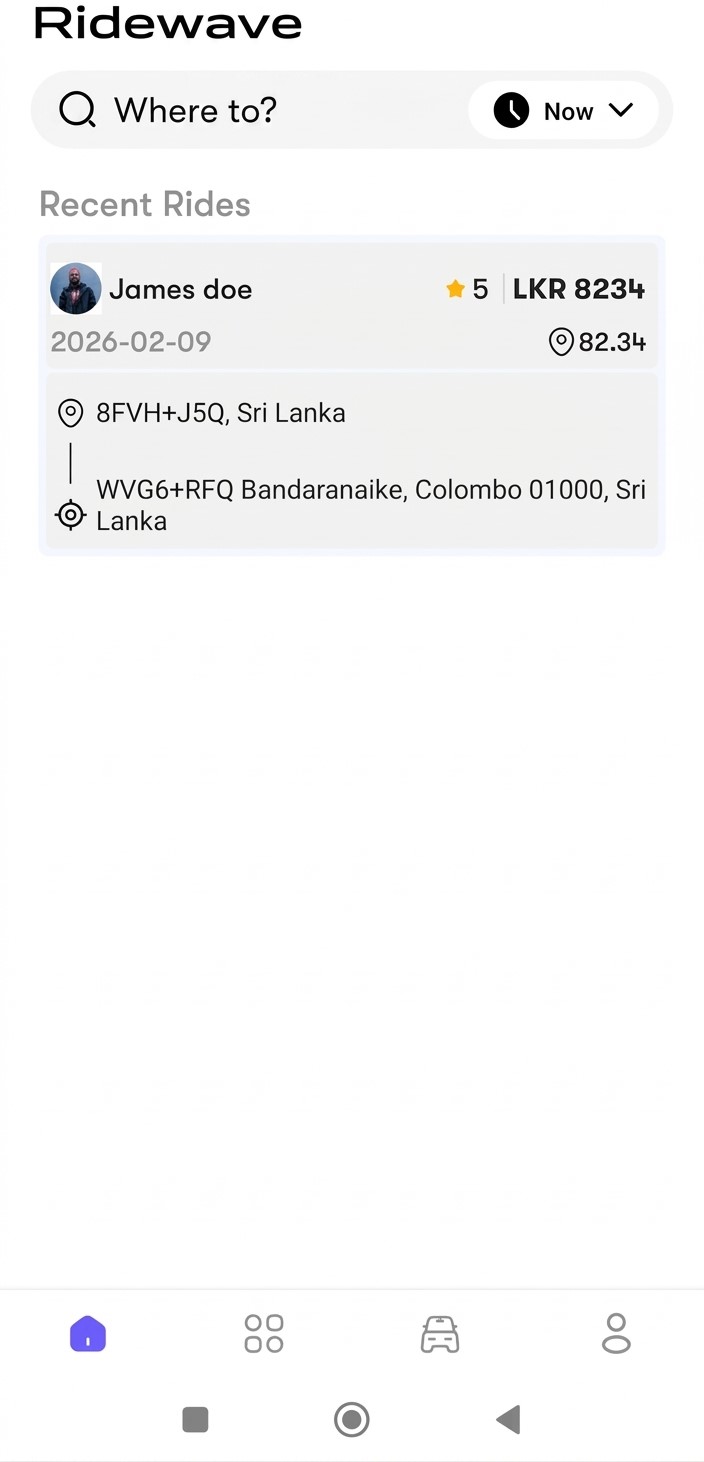 Ridewave
Where to?
Now
Recent Rides
James doe
5
LKR 8234
2026-02-09
82.34
8FVH+J5Q, Sri Lanka
WVG6+RFQ Bandaranaike, Colombo 01000, Sri
Lanka